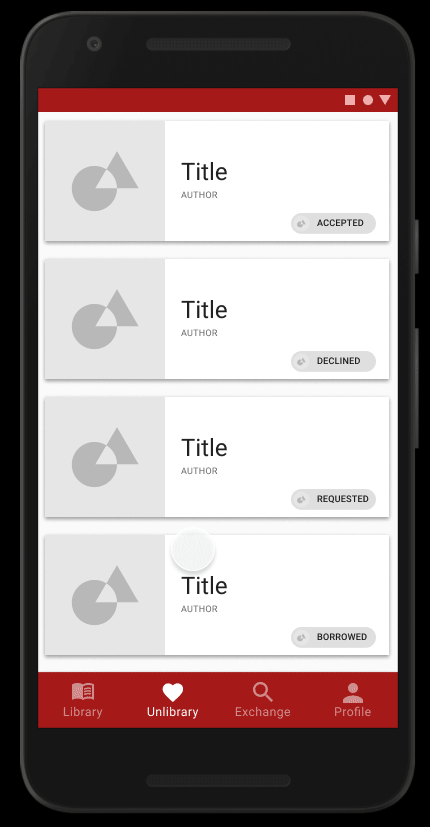 Title
AUTHOR
ACCEPTED
Title
AUTHOR
DECLINED
Title
AUTHOR
REQUESTED
Title
AUTHOR
BORROWED
Library
Unlibrary
Exchange
Profile